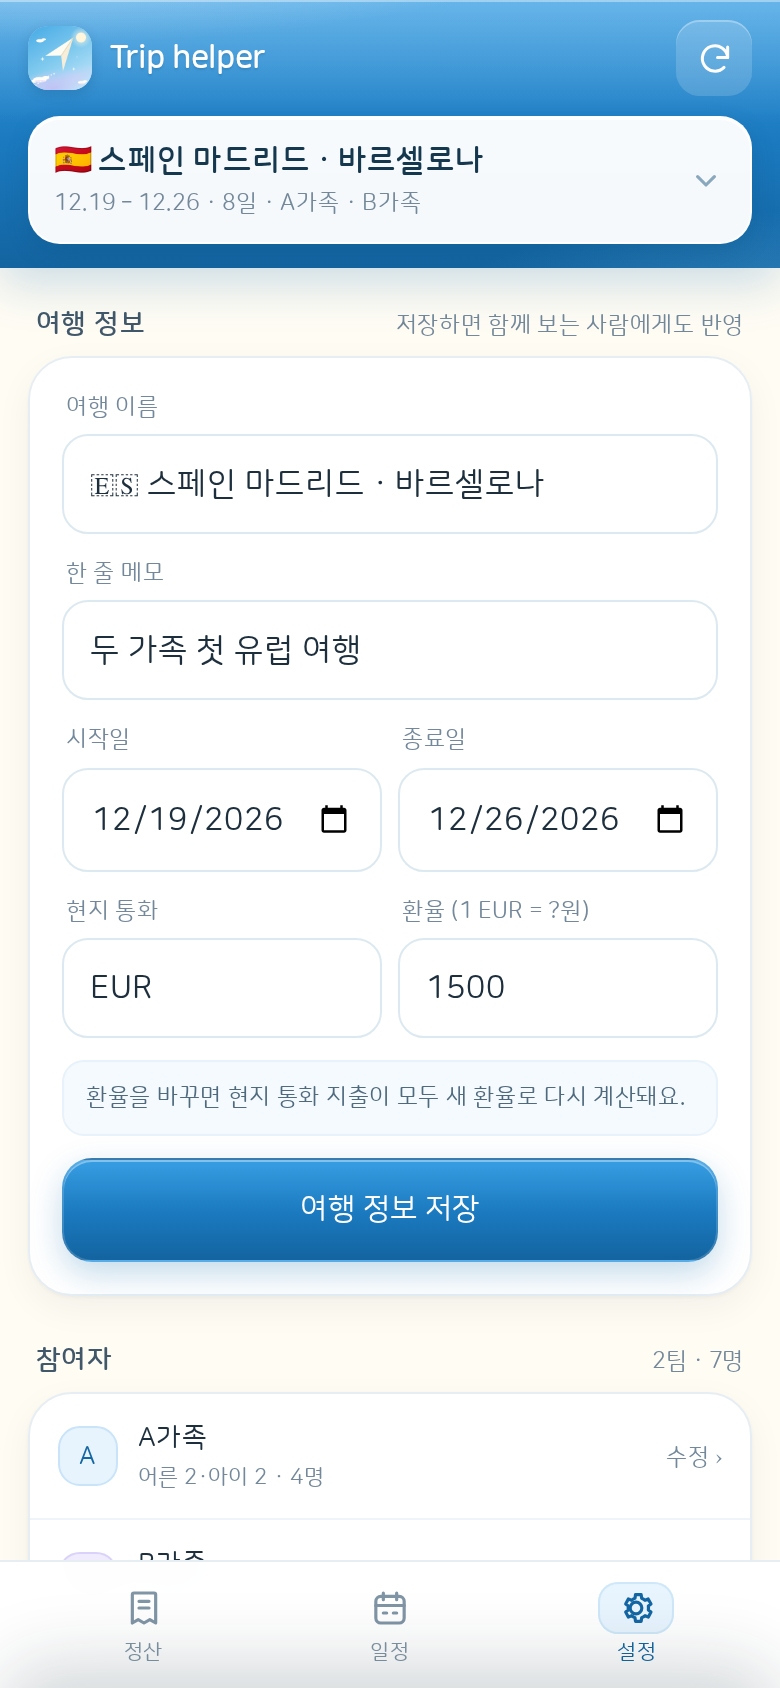 Trip helper
🇪🇸 스페인 마드리드 · 바르셀로나
12.19 – 12.26 · 8일 · A가족 · B가족
여행 정보
저장하면 함께 보는 사람에게도 반영
여행 이름
🇪🇸 스페인 마드리드 · 바르셀로나
한 줄 메모
두 가족 첫 유럽 여행
시작일
종료일
12/19/2026
12/26/2026
현지 통화
환율 (1 EUR = ?원)
EUR
1500
환율을 바꾸면 현지 통화 지출이 모두 새 환율로 다시 계산돼요.
여행 정보 저장
참여자
2팀 · 7명
A
A가족
어른 2·아이 2 · 4명
수정 ›
정산
일정
설정